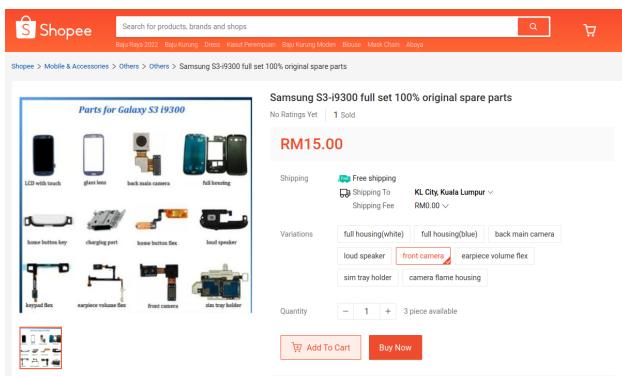 Shopee
Search for products, brands and shops
Baju Raya 2022 Baju Kurung Dress Kasut Perempuan Baju Kurung Moden Blouse Mask Chain Abaya
Shopee > Mobile & Accessories > Others > Others > Samsung S3-i9300 full set 100% original spare parts
Samsung S3-i9300 full set 100% original spare parts
No Ratings Yet 1 Sold
RM15.00
Parts for Galaxy S3 i9300
LCD with touch glass lens back main camera full housing
home button key charging port home button flex loud speaker
keypad flex earpiece volume flex front camera sim tray holder
Shipping Free shipping
Shipping To KL City, Kuala Lumpur
Shipping Fee RM0.00
Variations full housing(white) full housing(blue) back main camera
loud speaker front camera earpiece volume flex
sim tray holder camera flame housing
Quantity − 1 + 3 piece available
Add To Cart Buy Now